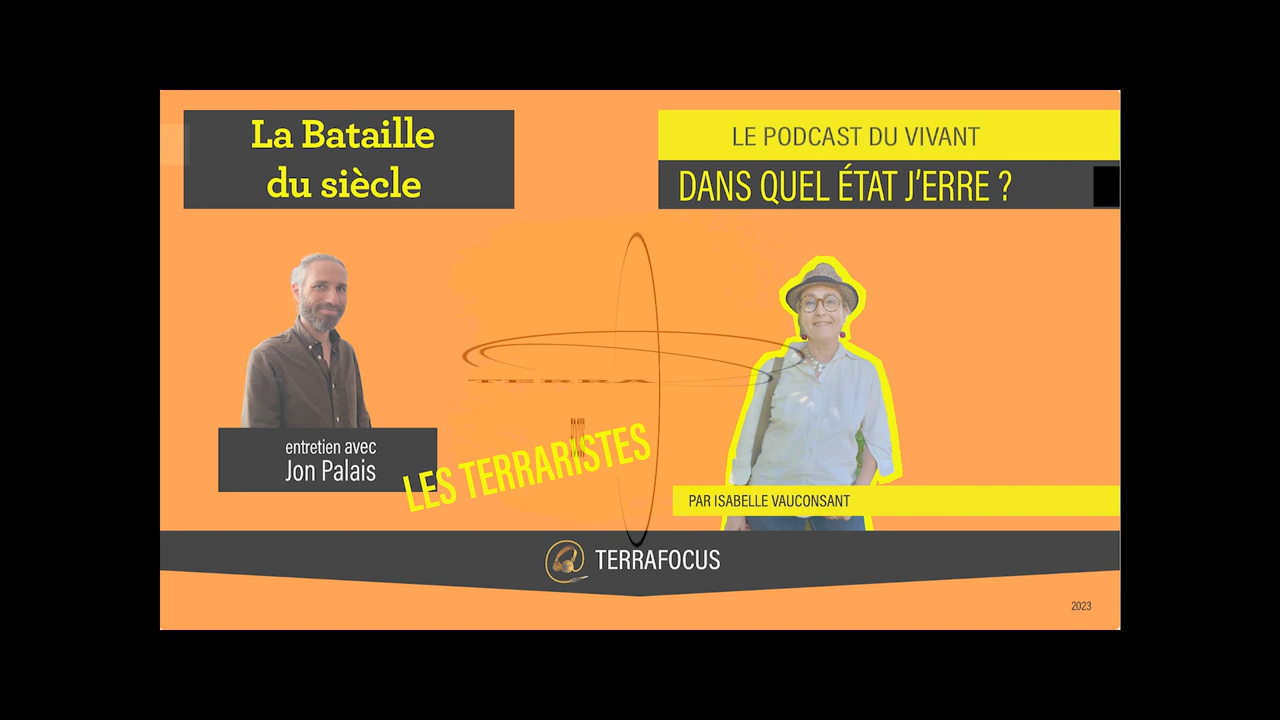 La Bataille
du siècle
LE PODCAST DU VIVANT
DANS QUEL ÉTAT J'ERRE ?
TERRA
entretien avec
Jon Palais
LES TERRARISTES
PAR ISABELLE VAUCONSANT
TERRAFOCUS
2023